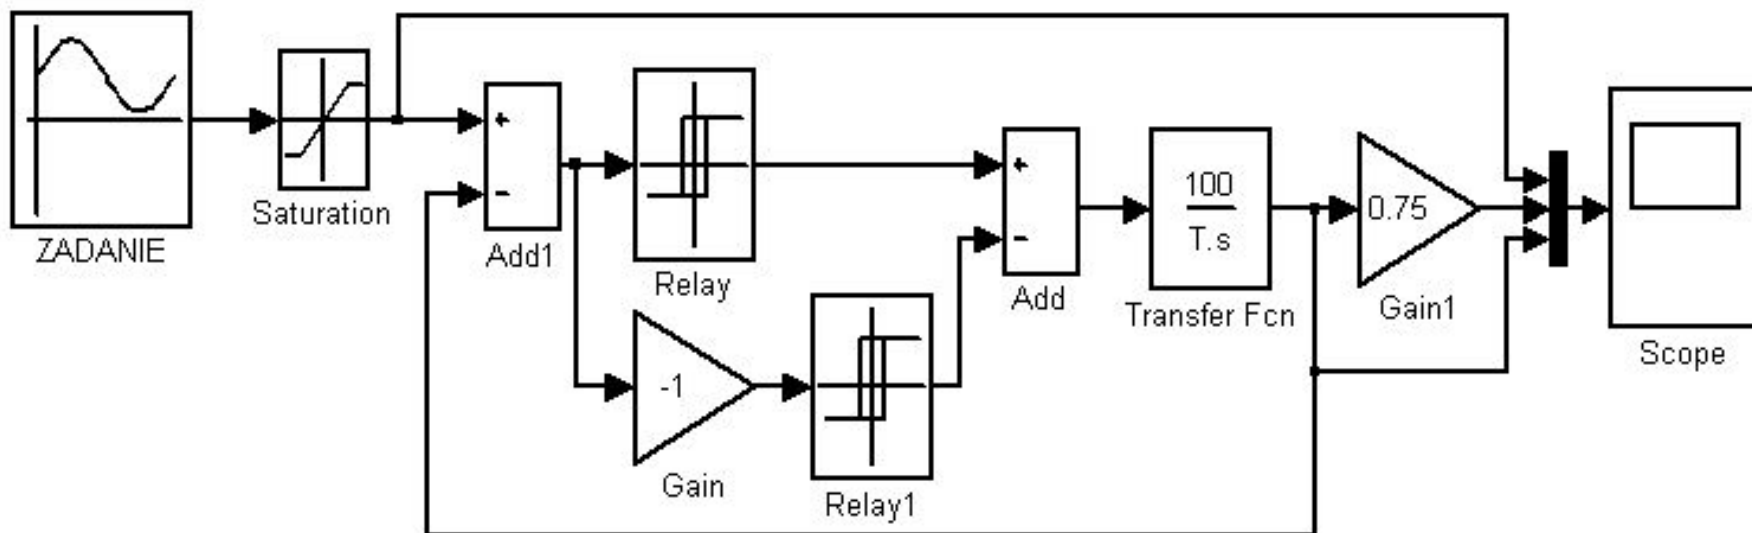 ZADANIE
Saturation
+
-
Add1
Relay
-1
Gain
Relay1
+
-
Add
100
T.s
Transfer Fcn
0.75
Gain1
Scope